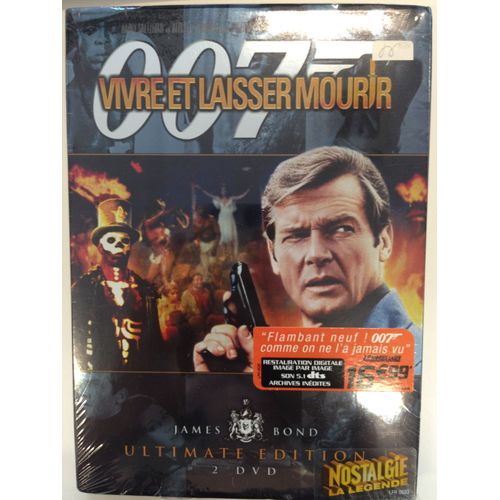 007
VIVRE ET LAISSER MOURIR
"Flambant neuf ! 007
comme on ne l'a jamais vu"
RESTAURATION DIGITALE
IMAGE PAR IMAGE
SON 5.1 dts
ARCHIVES INÉDITES
JAMES BOND
ULTIMATE EDITION
2 DVD
NOSTALGIE
LA LÉGENDE